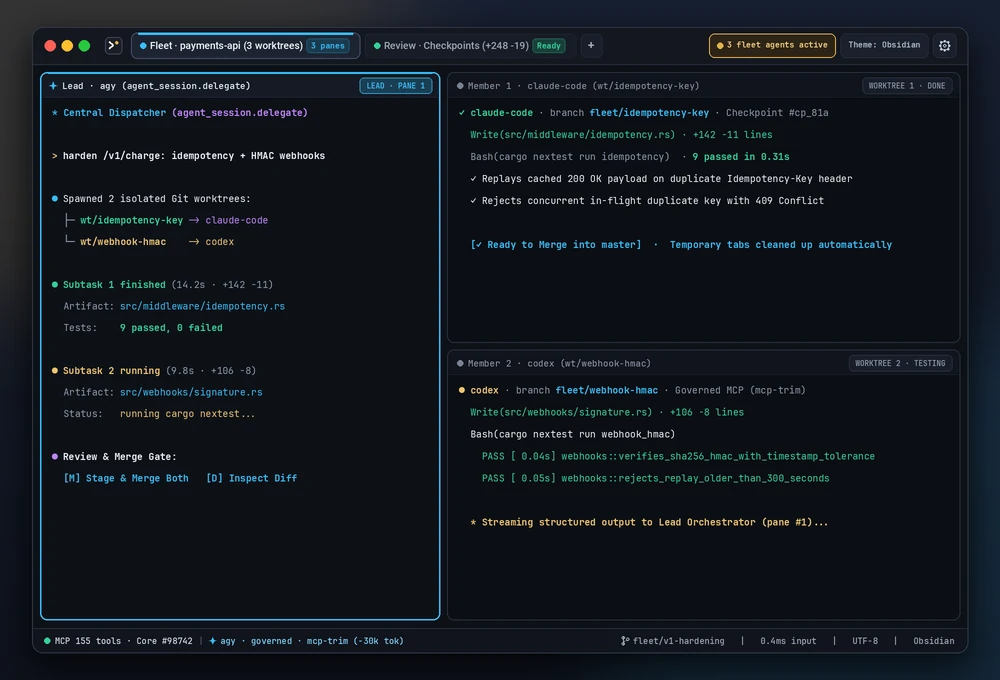 Fleet · payments-api (3 worktrees) 3 panes
Review · Checkpoints (+248 -19) Ready
+
3 fleet agents active
Theme: Obsidian
Lead · agy (agent_session.delegate) LEAD · PANE 1
* Central Dispatcher (agent_session.delegate)
> harden /v1/charge: idempotency + HMAC webhooks
● Spawned 2 isolated Git worktrees:
├─ wt/idempotency-key —> claude-code
└─ wt/webhook-hmac —> codex
● Subtask 1 finished (14.2s · +142 -11)
Artifact: src/middleware/idempotency.rs
Tests: 9 passed, 0 failed
● Subtask 2 running (9.8s · +106 -8)
Artifact: src/webhooks/signature.rs
Status: running cargo nextest...
● Review & Merge Gate:
[M] Stage & Merge Both [D] Inspect Diff
Member 1 · claude-code (wt/idempotency-key) WORKTREE 1 · DONE
✓ claude-code · branch fleet/idempotency-key · Checkpoint #cp_81a
Write(src/middleware/idempotency.rs) · +142 -11 lines
Bash(cargo nextest run idempotency) · 9 passed in 0.31s
✓ Replays cached 200 OK payload on duplicate Idempotency-Key header
✓ Rejects concurrent in-flight duplicate key with 409 Conflict
[✓ Ready to Merge into master] · Temporary tabs cleaned up automatically
Member 2 · codex (wt/webhook-hmac) WORKTREE 2 · TESTING
● codex · branch fleet/webhook-hmac · Governed MCP (mcp-trim)
Write(src/webhooks/signature.rs) · +106 -8 lines
Bash(cargo nextest run webhook_hmac)
PASS [ 0.04s] webhooks::verifies_sha256_hmac_with_timestamp_tolerance
PASS [ 0.05s] webhooks::rejects_replay_older_than_300_seconds
* Streaming structured output to Lead Orchestrator (pane #1)...
MCP 155 tools · Core #98742 | agy · governed · mcp-trim (-30k tok)
fleet/v1-hardening | 0.4ms input | UTF-8 | Obsidian